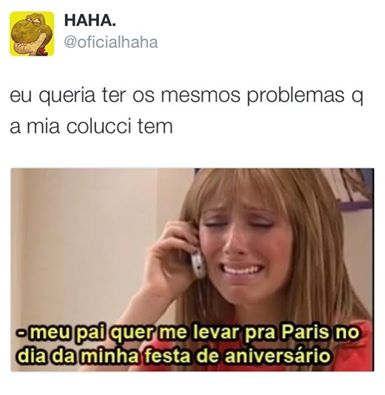 HAHA.
@oficialhaha
eu queria ter os mesmos problemas q
a mia colucci tem
- meu pai quer me levar pra Paris no
dia da minha festa de aniversário